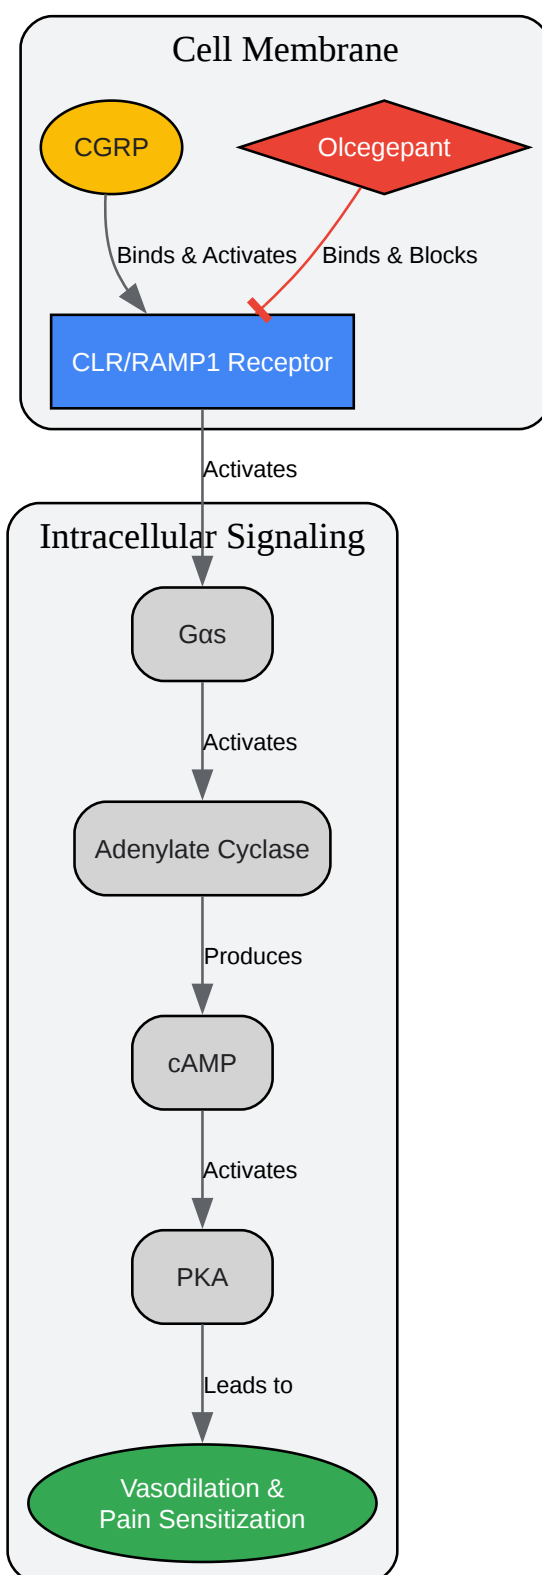 Cell Membrane
CGRP
Olcegepant
Binds & Activates
Binds & Blocks
CLR/RAMP1 Receptor
Activates
Intracellular Signaling
Gαs
Activates
Adenylate Cyclase
Produces
cAMP
Activates
PKA
Leads to
Vasodilation &
Pain Sensitization